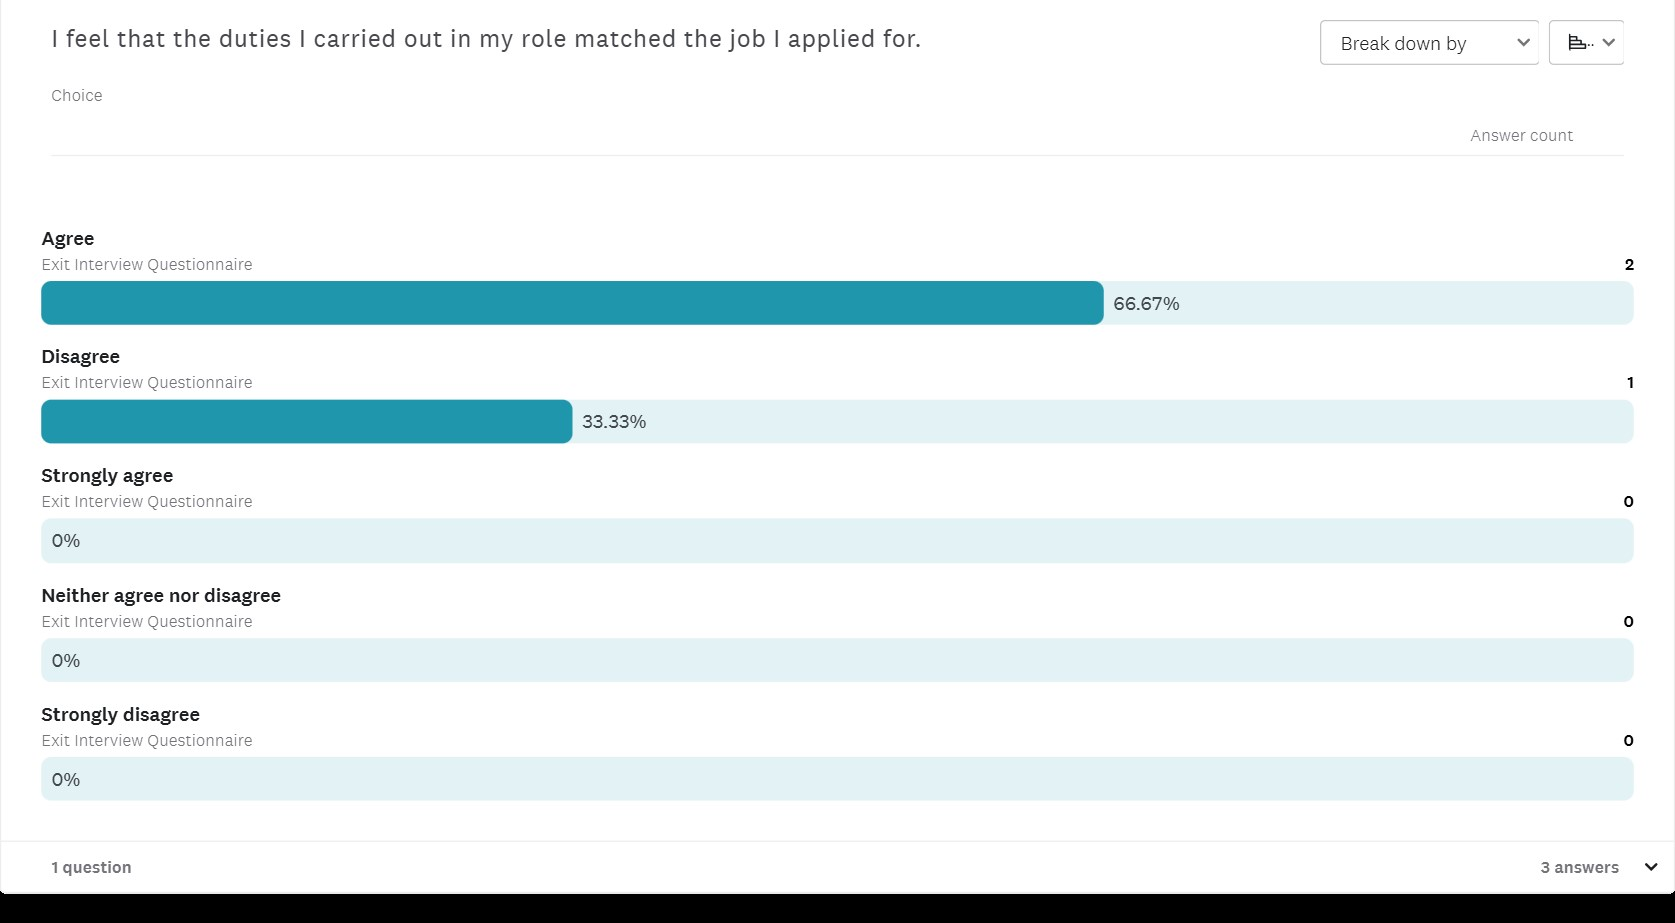 I feel that the duties I carried out in my role matched the job I applied for.
Break down by
Choice
Answer count
Agree
Exit Interview Questionnaire
2
66.67%
Disagree
Exit Interview Questionnaire
1
33.33%
Strongly agree
Exit Interview Questionnaire
0
0%
Neither agree nor disagree
Exit Interview Questionnaire
0
0%
Strongly disagree
Exit Interview Questionnaire
0
0%
1 question
3 answers